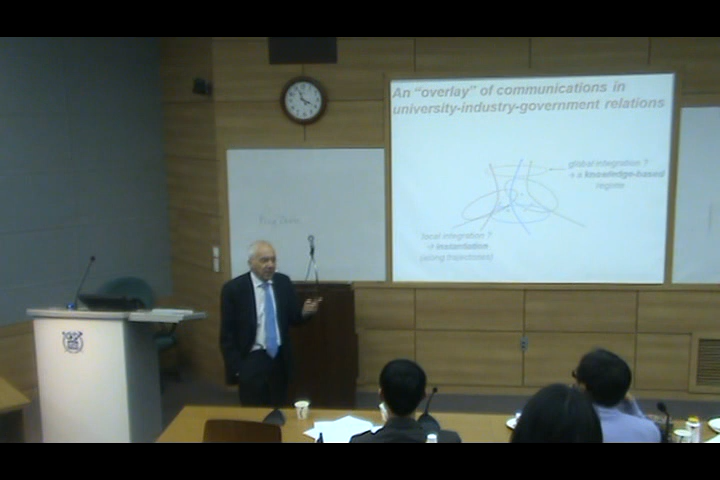 An "overlay" of communications in
university-industry-government relations
global integration ?
→ a knowledge-based
regime
local integration ?
→ instantiation
(along trajectories)